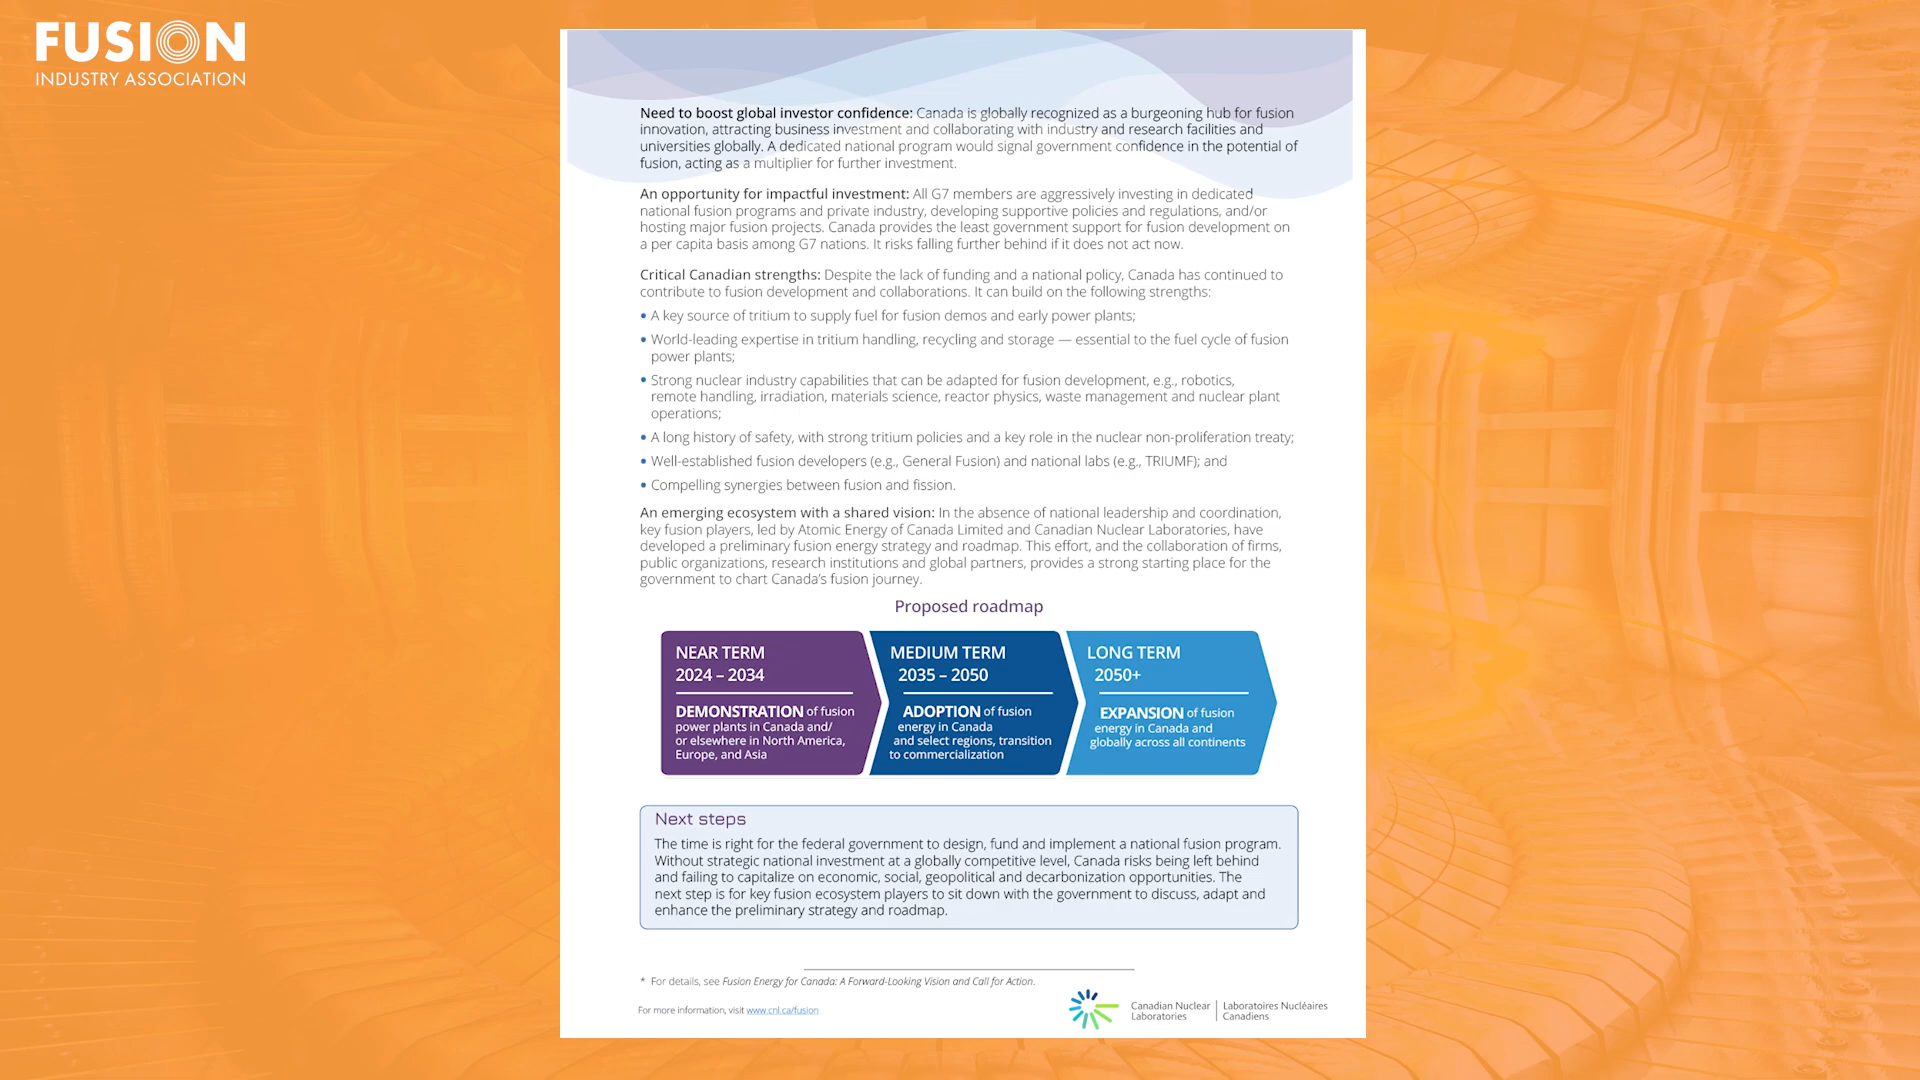 FUSION
INDUSTRY ASSOCIATION
Need to boost global investor confidence: Canada is globally recognized as a burgeoning hub for fusion
innovation, attracting business investment and collaborating with industry and research facilities and
universities globally. A dedicated national program would signal government confidence in the potential of
fusion, acting as a multiplier for further investment.
An opportunity for impactful investment: All G7 members are aggressively investing in dedicated
national fusion programs and private industry, developing supportive policies and regulations, and/or
hosting major fusion projects. Canada provides the least government support for fusion development on
a per capita basis among G7 nations. It risks falling further behind if it does not act now.
Critical Canadian strengths: Despite the lack of funding and a national policy, Canada has continued to
contribute to fusion development and collaborations. It can build on the following strengths:
• A key source of tritium to supply fuel for fusion demos and early power plants;
• World-leading expertise in tritium handling, recycling and storage — essential to the fuel cycle of fusion
power plants;
• Strong nuclear industry capabilities that can be adapted for fusion development, e.g., robotics,
remote handling, irradiation, materials science, reactor physics, waste management and nuclear plant
operations;
• A long history of safety, with strong tritium policies and a key role in the nuclear non-proliferation treaty;
• Well-established fusion developers (e.g., General Fusion) and national labs (e.g., TRIUMF); and
• Compelling synergies between fusion and fission.
An emerging ecosystem with a shared vision: In the absence of national leadership and coordination,
key fusion players, led by Atomic Energy of Canada Limited and Canadian Nuclear Laboratories, have
developed a preliminary fusion energy strategy and roadmap. This effort, and the collaboration of firms,
public organizations, research institutions and global partners, provides a strong starting place for the
government to chart Canada's fusion journey.
Proposed roadmap
NEAR TERM
2024 – 2034
DEMONSTRATION of fusion
power plants in Canada and/
or elsewhere in North America,
Europe, and Asia
MEDIUM TERM
2035 – 2050
ADOPTION of fusion
energy in Canada
and select regions, transition
to commercialization
LONG TERM
2050+
EXPANSION of fusion
energy in Canada and
globally across all continents
Next steps
The time is right for the federal government to design, fund and implement a national fusion program.
Without strategic national investment at a globally competitive level, Canada risks being left behind
and failing to capitalize on economic, social, geopolitical and decarbonization opportunities. The
next step is for key fusion ecosystem players to sit down with the government to discuss, adapt and
enhance the preliminary strategy and roadmap.
* For details, see Fusion Energy for Canada: A Forward-Looking Vision and Call for Action.
For more information, visit www.cnl.ca/fusion
Canadian Nuclear
Laboratories
Laboratoires Nucléaires
Canadiens